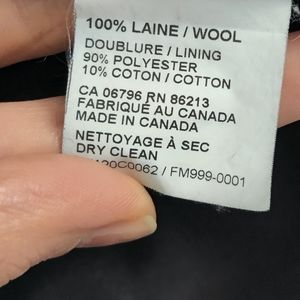 100% LAINE / WOOL
DOUBLURE / LINING
90% POLYESTER
10% COTON / COTTON
CA 06796 RN 86213
FABRIQUÉ AU CANADA
MADE IN CANADA
NETTOYAGE À SEC
DRY CLEAN
/ FM999-0001